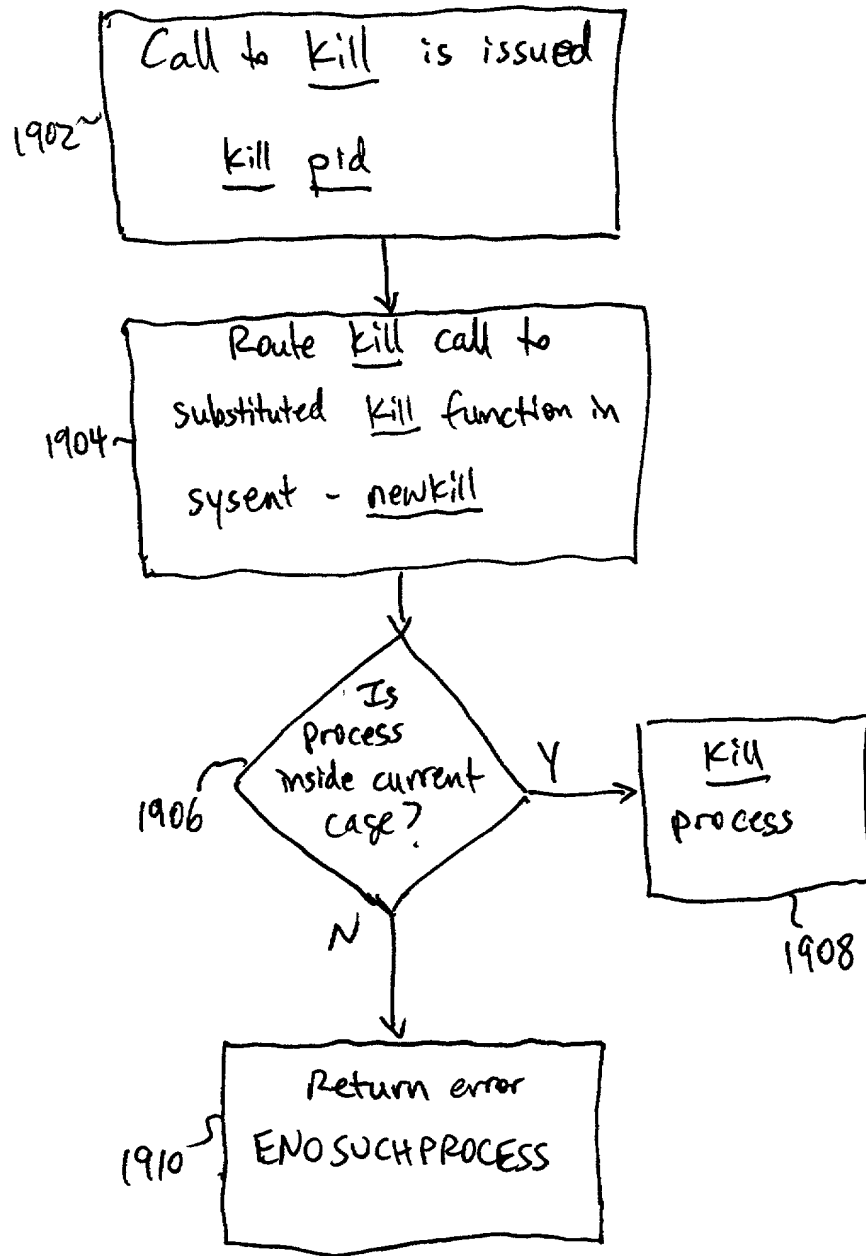 Call to kill is issued
kill pid
1902
Route kill call to
substituted kill function in
sysent - newkill
1904
Is
process
inside current
case?
1906
Y
kill
process
1908
N
Return error
ENOSUCHPROCESS
1910